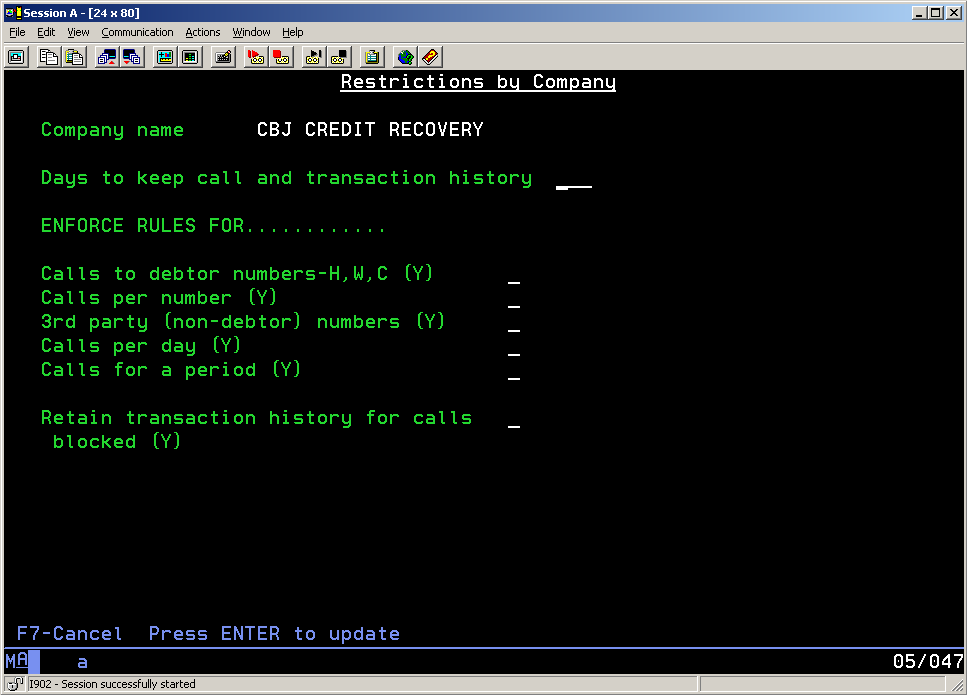 Session A - [24 x 80]
File Edit View Communication Actions Window Help
Restrictions by Company
Company name CBJ CREDIT RECOVERY
Days to keep call and transaction history ___
ENFORCE RULES FOR............
Calls to debtor numbers-H,W,C (Y) _
Calls per number (Y) _
3rd party (non-debtor) numbers (Y) _
Calls per day (Y) _
Calls for a period (Y) _
Retain transaction history for calls _
blocked (Y)
F7-Cancel Press ENTER to update
MA a 05/047
I902 - Session successfully started